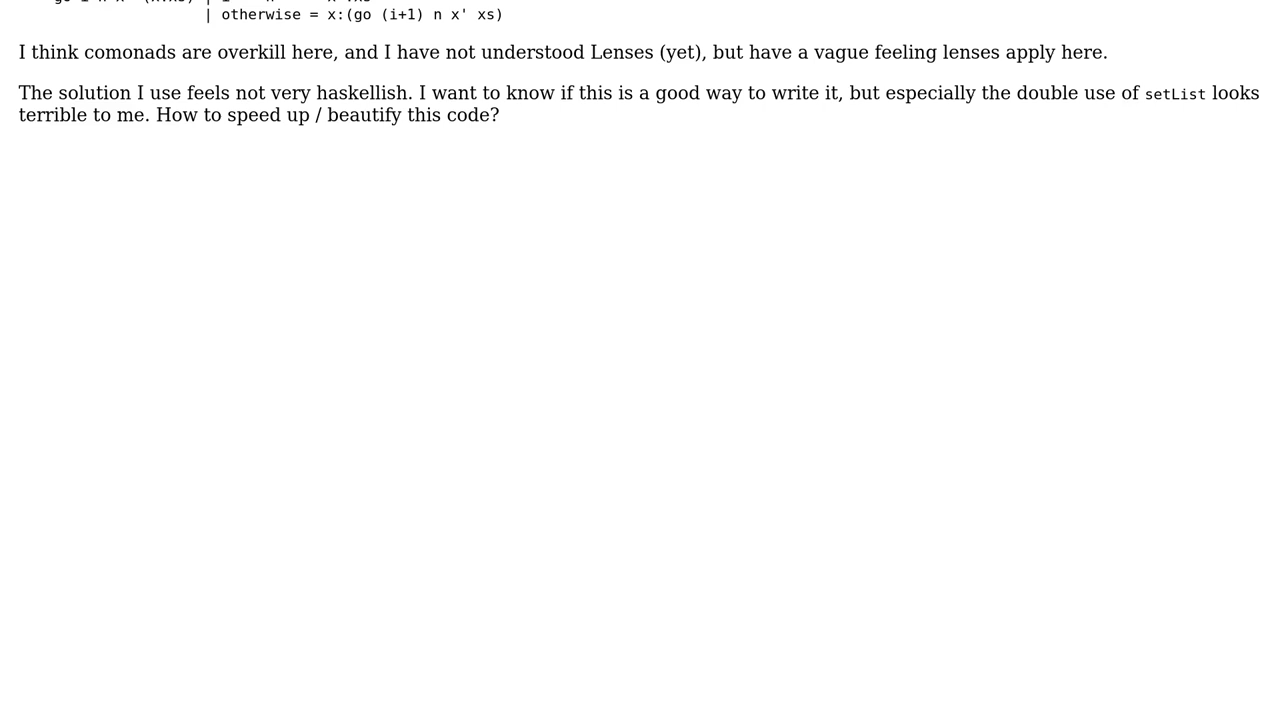 | otherwise = x:(go (i+1) n x' xs)
I think comonads are overkill here, and I have not understood Lenses (yet), but have a vague feeling lenses apply here.
The solution I use feels not very haskellish. I want to know if this is a good way to write it, but especially the double use of setList looks
terrible to me. How to speed up / beautify this code?